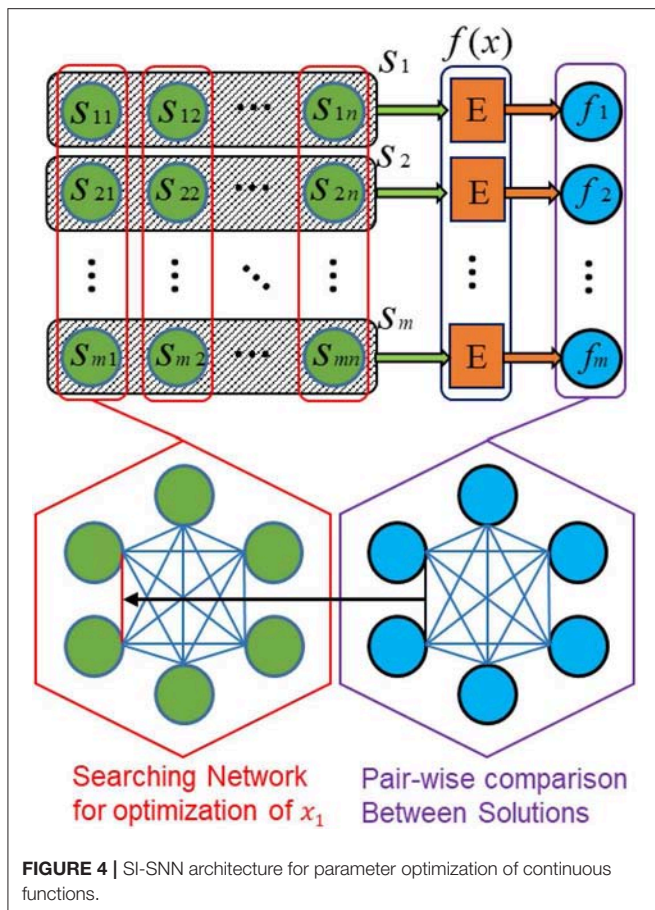 S1 f(x)
S11 S12 ··· S1n E f1
S2
S21 S22 ··· S2n E f2
Sm
Sm1 Sm2 ··· Smn E fm
Searching Network
for optimization of x1
Pair-wise comparison
Between Solutions
FIGURE 4 | SI-SNN architecture for parameter optimization of continuous
functions.